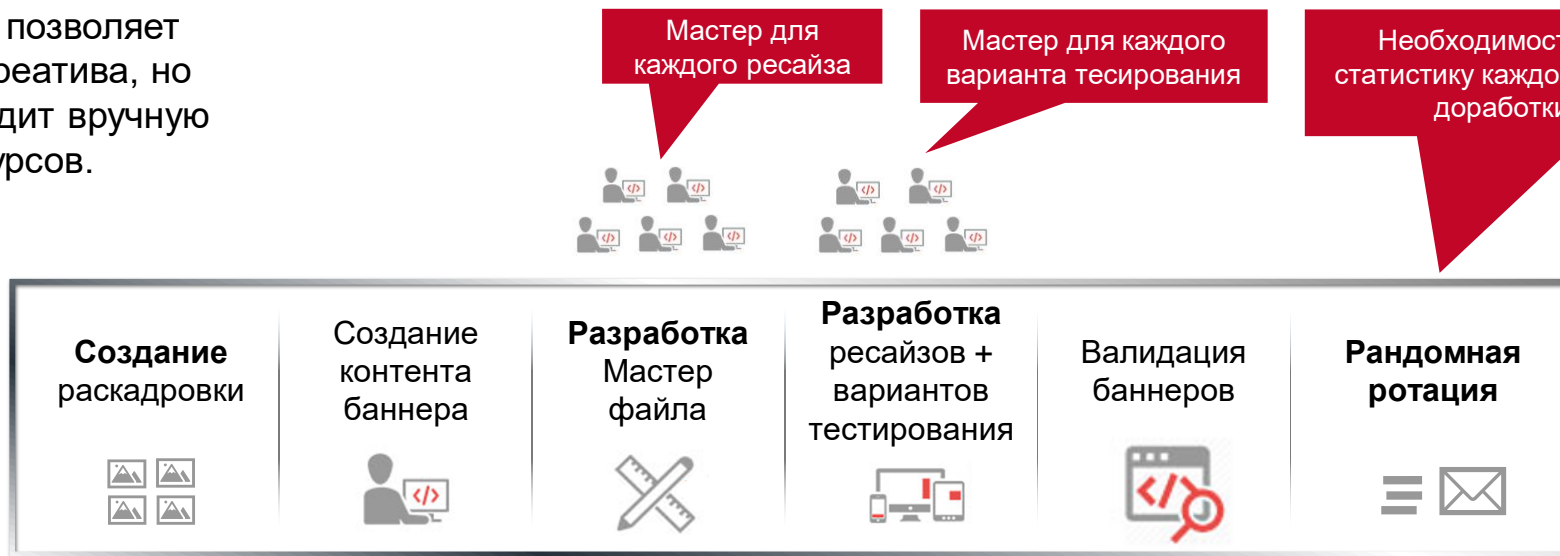 позволяет
реатива, но
дит вручную
урсов.
Мастер для
каждого ресайза
Мастер для каждого
варианта тесирования
Необходимост
статистику каждо
доработки
Создание
раскадровки
Создание
контента
баннера
Разработка
Мастер
файла
Разработка
ресайзов +
вариантов
тестирования
Валидация
баннеров
Рандомная
ротация